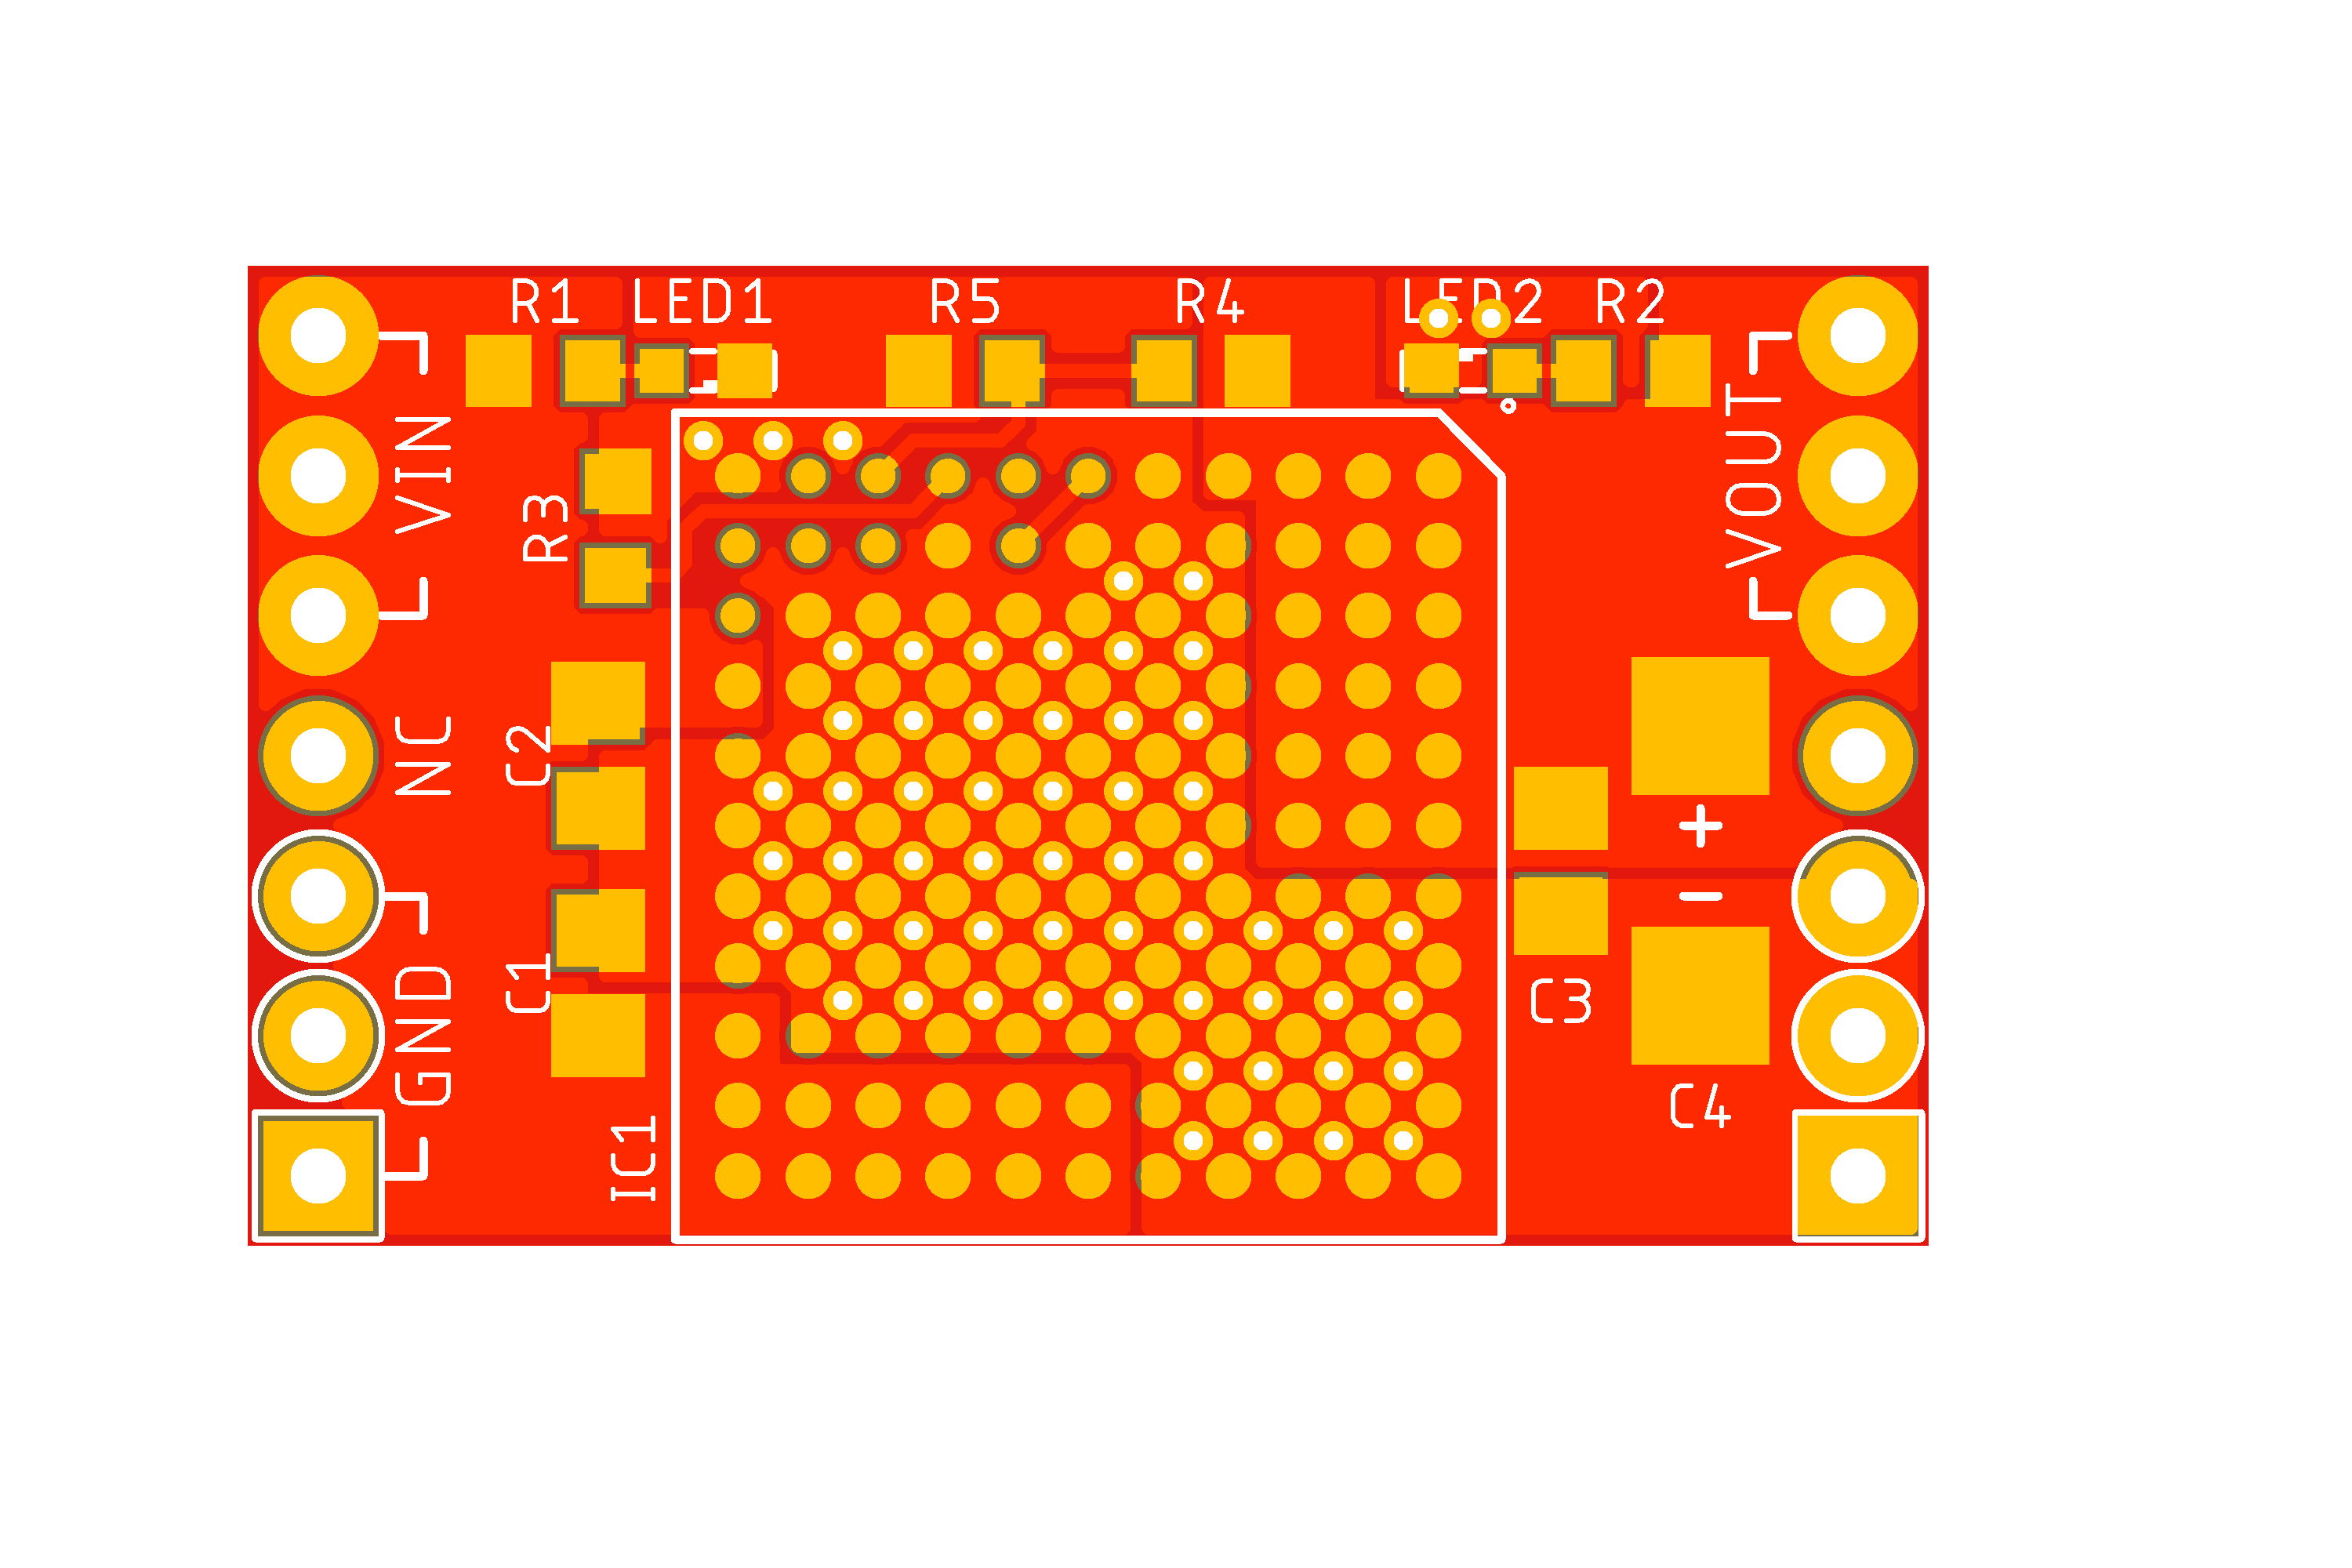 R1 LED1 R5 R4 LED2 R2
VIN
VOUT
R3
NC
C2
+
-
C1
GND
C3
C4
IC1